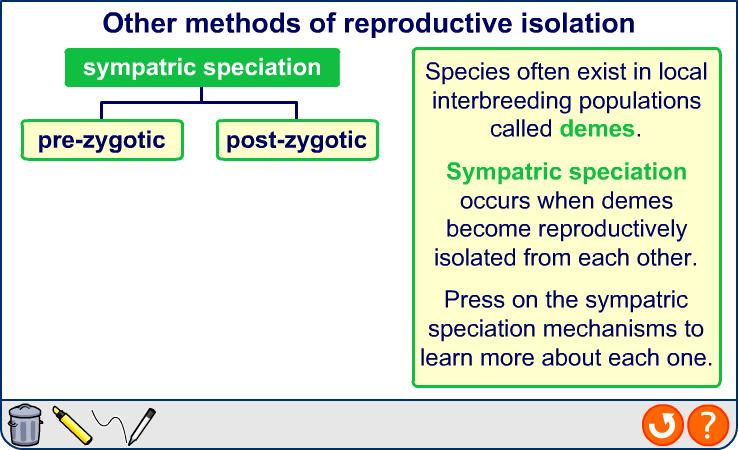 Other methods of reproductive isolation
sympatric speciation
pre-zygotic
post-zygotic
Species often exist in local
interbreeding populations
called demes.
Sympatric speciation
occurs when demes
become reproductively
isolated from each other.
Press on the sympatric
speciation mechanisms to
learn more about each one.
?